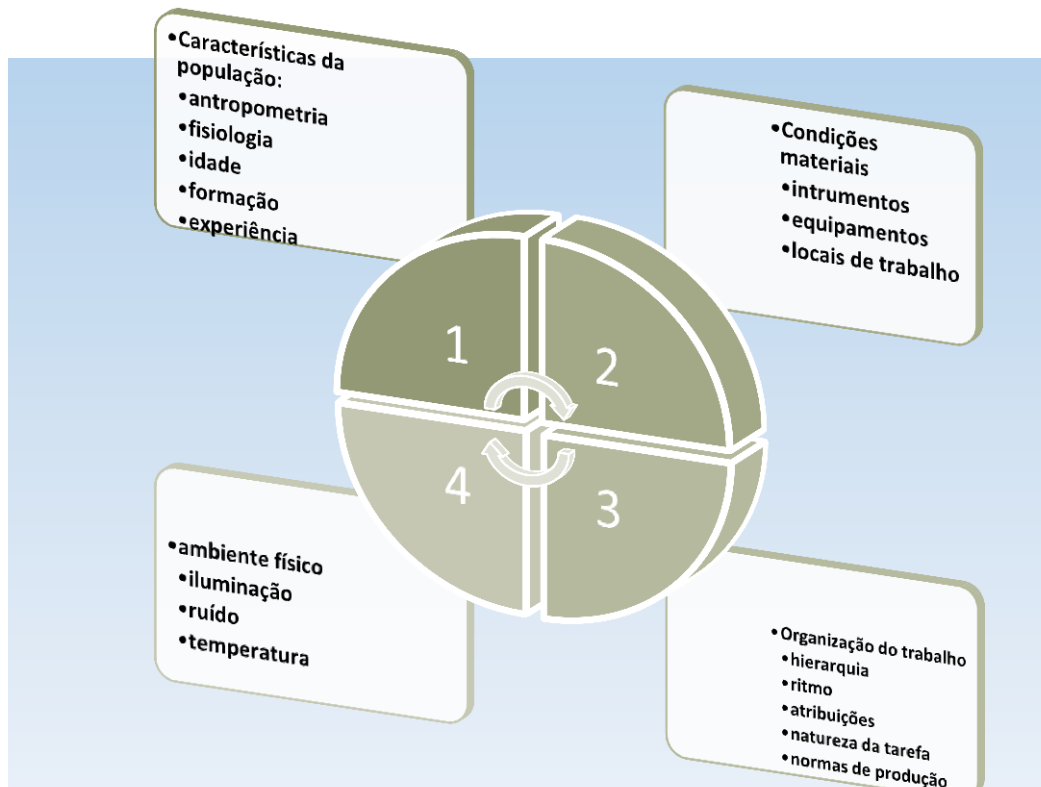 •Características da
população:
•antropometria
•fisiologia
•idade
•formação
•experiência
•Condições
materiais
•intrumentos
•equipamentos
•locais de trabalho
1
2
4
3
•ambiente físico
•iluminação
•ruído
•temperatura
•Organização do trabalho
•hierarquia
•ritmo
•atribuições
•natureza da tarefa
•normas de produção